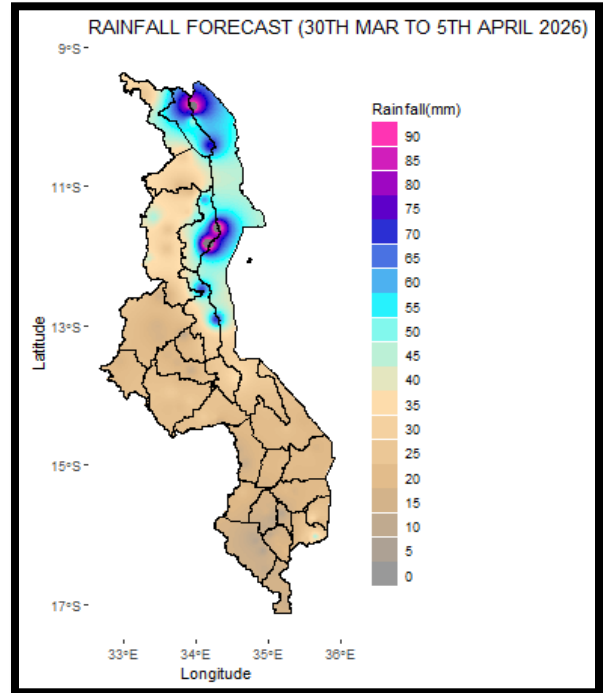 RAINFALL FORECAST (30TH MAR TO 5TH APRIL 2026)
9°S
11°S
13°S
15°S
17°S
Latitude
33°E 34°E 35°E 36°E
Longitude
Rainfall(mm)
90
85
80
75
70
65
60
55
50
45
40
35
30
25
20
15
10
5
0